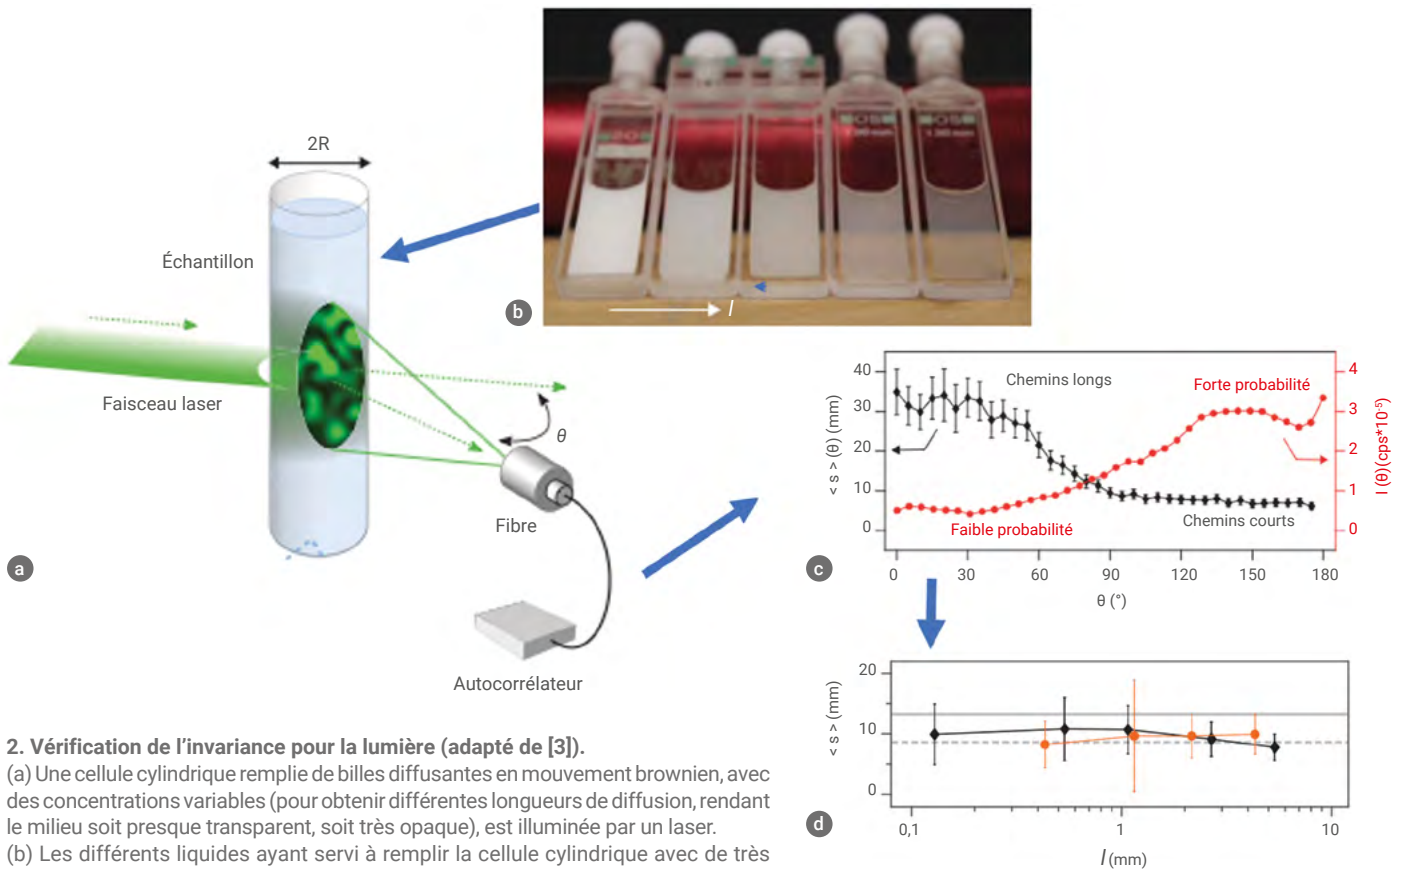 2R
Échantillon
Faisceau laser
θ
Fibre
Autocorrélateur
a
b
l
c
< s > (θ) (mm)
40
30
20
10
0
Chemins longs
Forte probabilité
Faible probabilité
Chemins courts
4
3
2
1
0
I (θ)(cps*10⁻⁵)
0 30 60 90 120 150 180
θ (°)
d
< s > (mm)
20
10
0
0,1 1 10
l (mm)
2. Vérification de l’invariance pour la lumière (adapté de [3]).
(a) Une cellule cylindrique remplie de billes diffusantes en mouvement brownien, avec
des concentrations variables (pour obtenir différentes longueurs de diffusion, rendant
le milieu soit presque transparent, soit très opaque), est illuminée par un laser.
(b) Les différents liquides ayant servi à remplir la cellule cylindrique avec de très